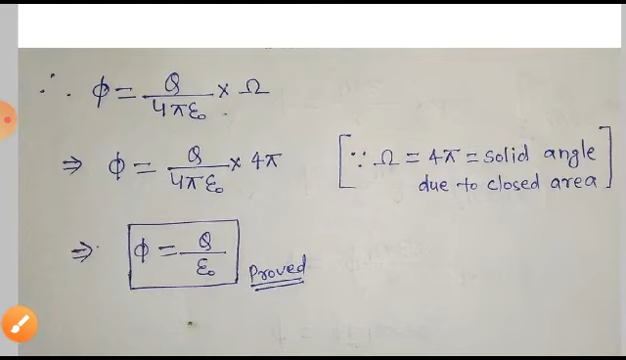 ∴ ϕ = Q/4πε₀ × Ω
⇒ ϕ = Q/4πε₀ × 4π [∵ Ω = 4π = solid angle
due to closed area]
⇒ ϕ = Q/ε₀ Proved